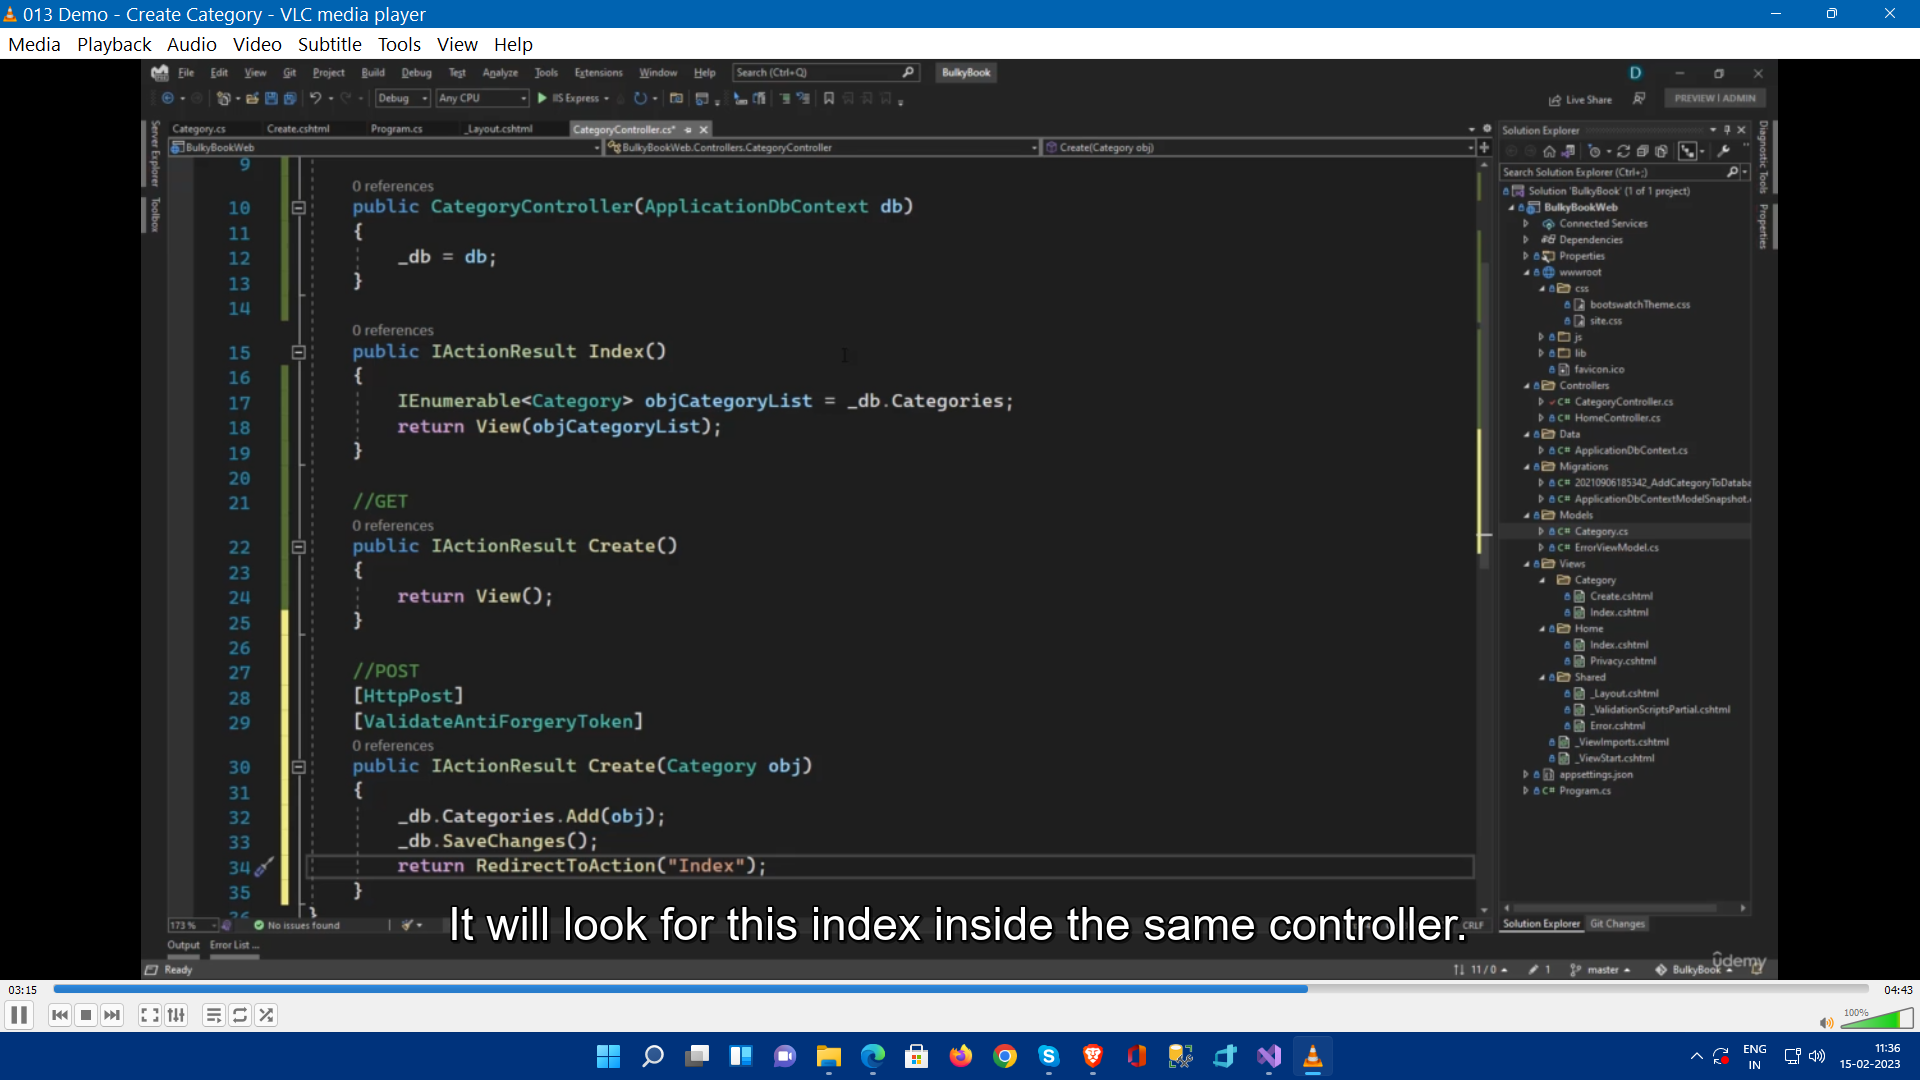 013 Demo - Create Category - VLC media player
Media Playback Audio Video Subtitle Tools View Help
File Edit View Git Project Build Debug Test Analyze Tools Extensions Window Help Search (Ctrl+Q) BulkyBook D
Debug Any CPU IIS Express Live Share PREVIEW | ADMIN
Server Explorer
Toolbox
Category.cs Create.cshtml Program.cs _Layout.cshtml CategoryController.cs*
BulkyBookWeb BulkyBookWeb.Controllers.CategoryController Create(Category obj)
9
0 references
10 public CategoryController(ApplicationDbContext db)
11 {
12 _db = db;
13 }
14
0 references
15 public IActionResult Index()
16 {
17 IEnumerable<Category> objCategoryList = _db.Categories;
18 return View(objCategoryList);
19 }
20
21 //GET
0 references
22 public IActionResult Create()
23 {
24 return View();
25 }
26
27 //POST
28 [HttpPost]
29 [ValidateAntiForgeryToken]
0 references
30 public IActionResult Create(Category obj)
31 {
32 _db.Categories.Add(obj);
33 _db.SaveChanges();
34 return RedirectToAction("Index");
35 }
36 }
173 % No issues found CRLF
Output Error List ...
It will look for this index inside the same controller.
Solution Explorer
Search Solution Explorer (Ctrl+;)
Solution 'BulkyBook' (1 of 1 project)
BulkyBookWeb
Connected Services
Dependencies
Properties
wwwroot
css
bootswatchTheme.css
site.css
js
lib
favicon.ico
Controllers
C# CategoryController.cs
C# HomeController.cs
Data
C# ApplicationDbContext.cs
Migrations
C# 20210906185342_AddCategoryToDataba
C# ApplicationDbContextModelSnapshot.
Models
C# Category.cs
C# ErrorViewModel.cs
Views
Category
Create.cshtml
Index.cshtml
Home
Index.cshtml
Privacy.cshtml
Shared
_Layout.cshtml
_ValidationScriptsPartial.cshtml
Error.cshtml
_ViewImports.cshtml
_ViewStart.cshtml
appsettings.json
C# Program.cs
Solution Explorer Git Changes
Diagnostic Tools
Properties
Ready 11 / 0 1 master BulkyBook
udemy
03:15 04:43
100%
ENG
IN
11:36
15-02-2023